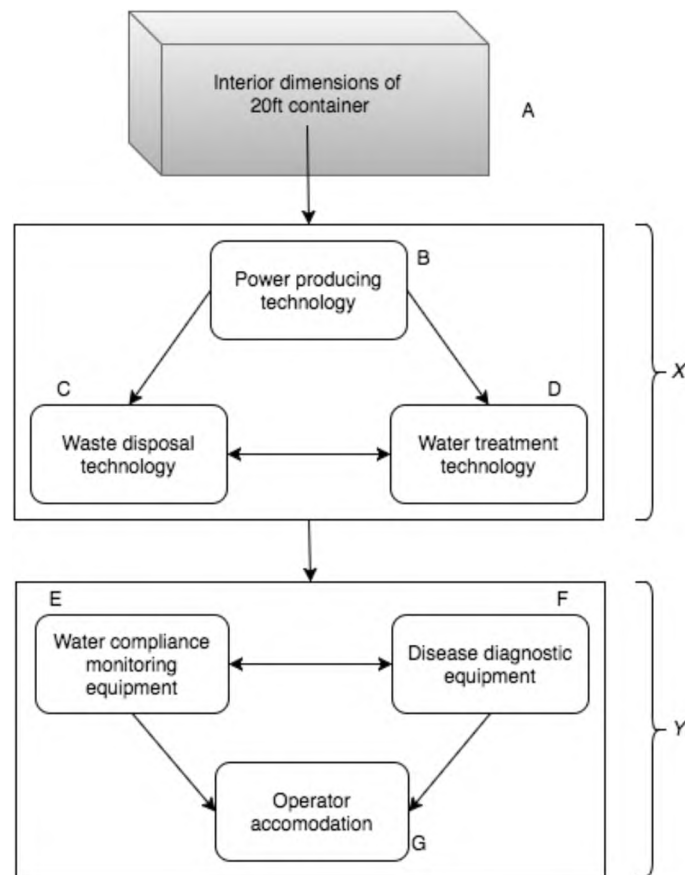 Interior dimensions of
20ft container
A
B
Power producing
technology
X
C
D
Waste disposal
technology
Water treatment
technology
E
F
Water compliance
monitoring
equipment
Disease diagnostic
equipment
Y
Operator
accomodation
G